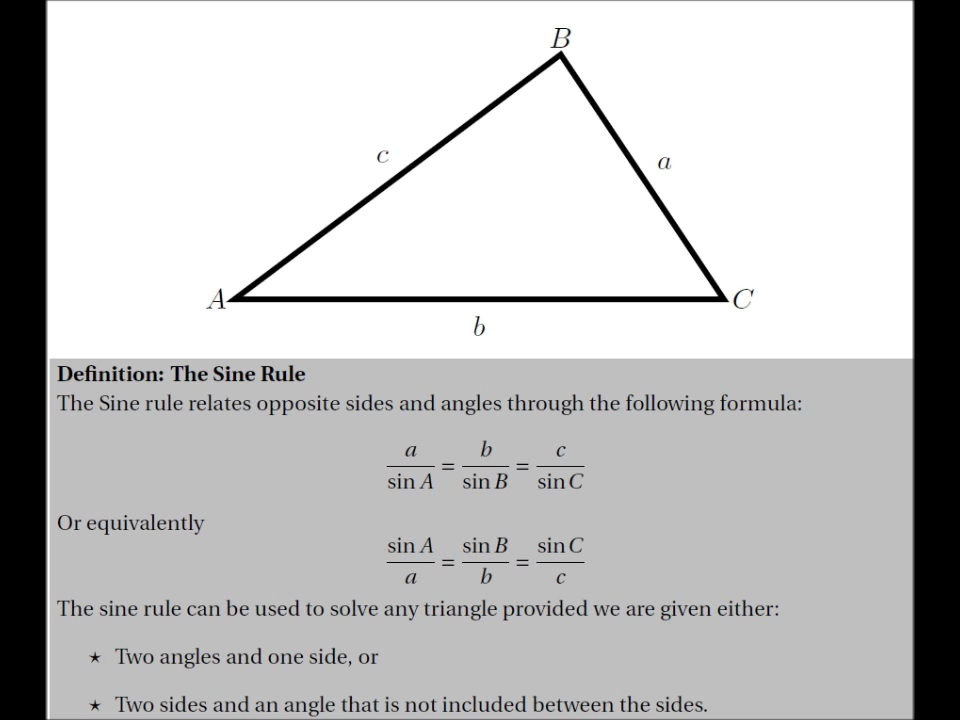 B
c
a
A
C
b
Definition: The Sine Rule
The Sine rule relates opposite sides and angles through the following formula:
a/sin A = b/sin B = c/sin C
Or equivalently
sin A/a = sin B/b = sin C/c
The sine rule can be used to solve any triangle provided we are given either:
⋆ Two angles and one side, or
⋆ Two sides and an angle that is not included between the sides.